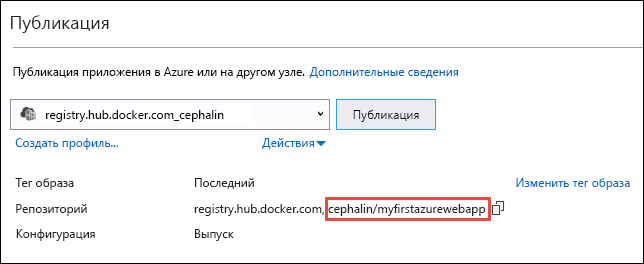 Публикация
Публикация приложения в Azure или на другом узле. Дополнительные сведения
registry.hub.docker.com_cephalin Публикация
Создать профиль... Действия
Тег образа Последний Изменить тег образа
Репозиторий registry.hub.docker.com, cephalin/myfirstazurewebapp
Конфигурация Выпуск